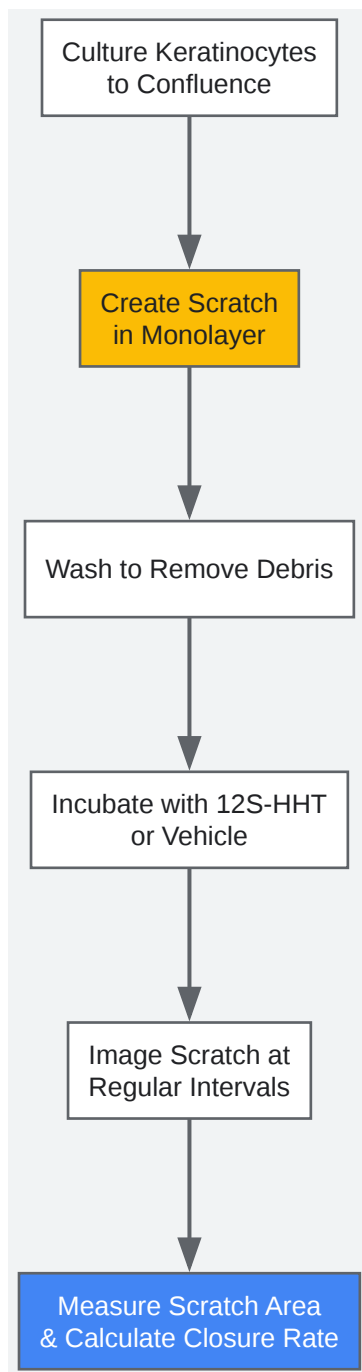 Culture Keratinocytes
to Confluence
Create Scratch
in Monolayer
Wash to Remove Debris
Incubate with 12S-HHT
or Vehicle
Image Scratch at
Regular Intervals
Measure Scratch Area
& Calculate Closure Rate